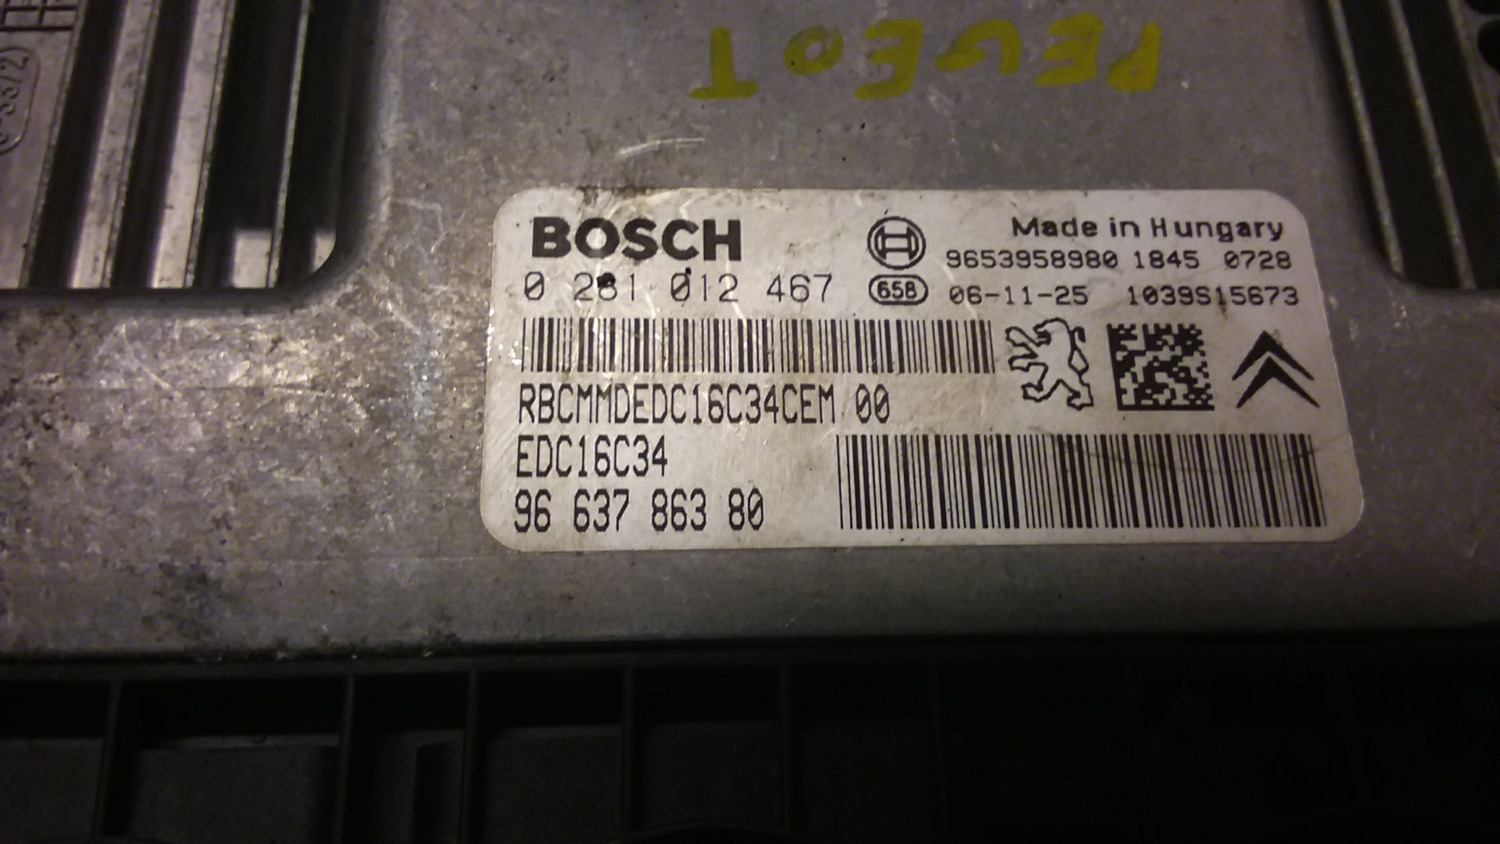 PEUGEOT
BOSCH
Made in Hungary
9653958980 1845 0728
0 281 012 467
658
06-11-25 1039S15673
RBCMMDEDC16C34CEM 00
EDC16C34
96 637 863 80